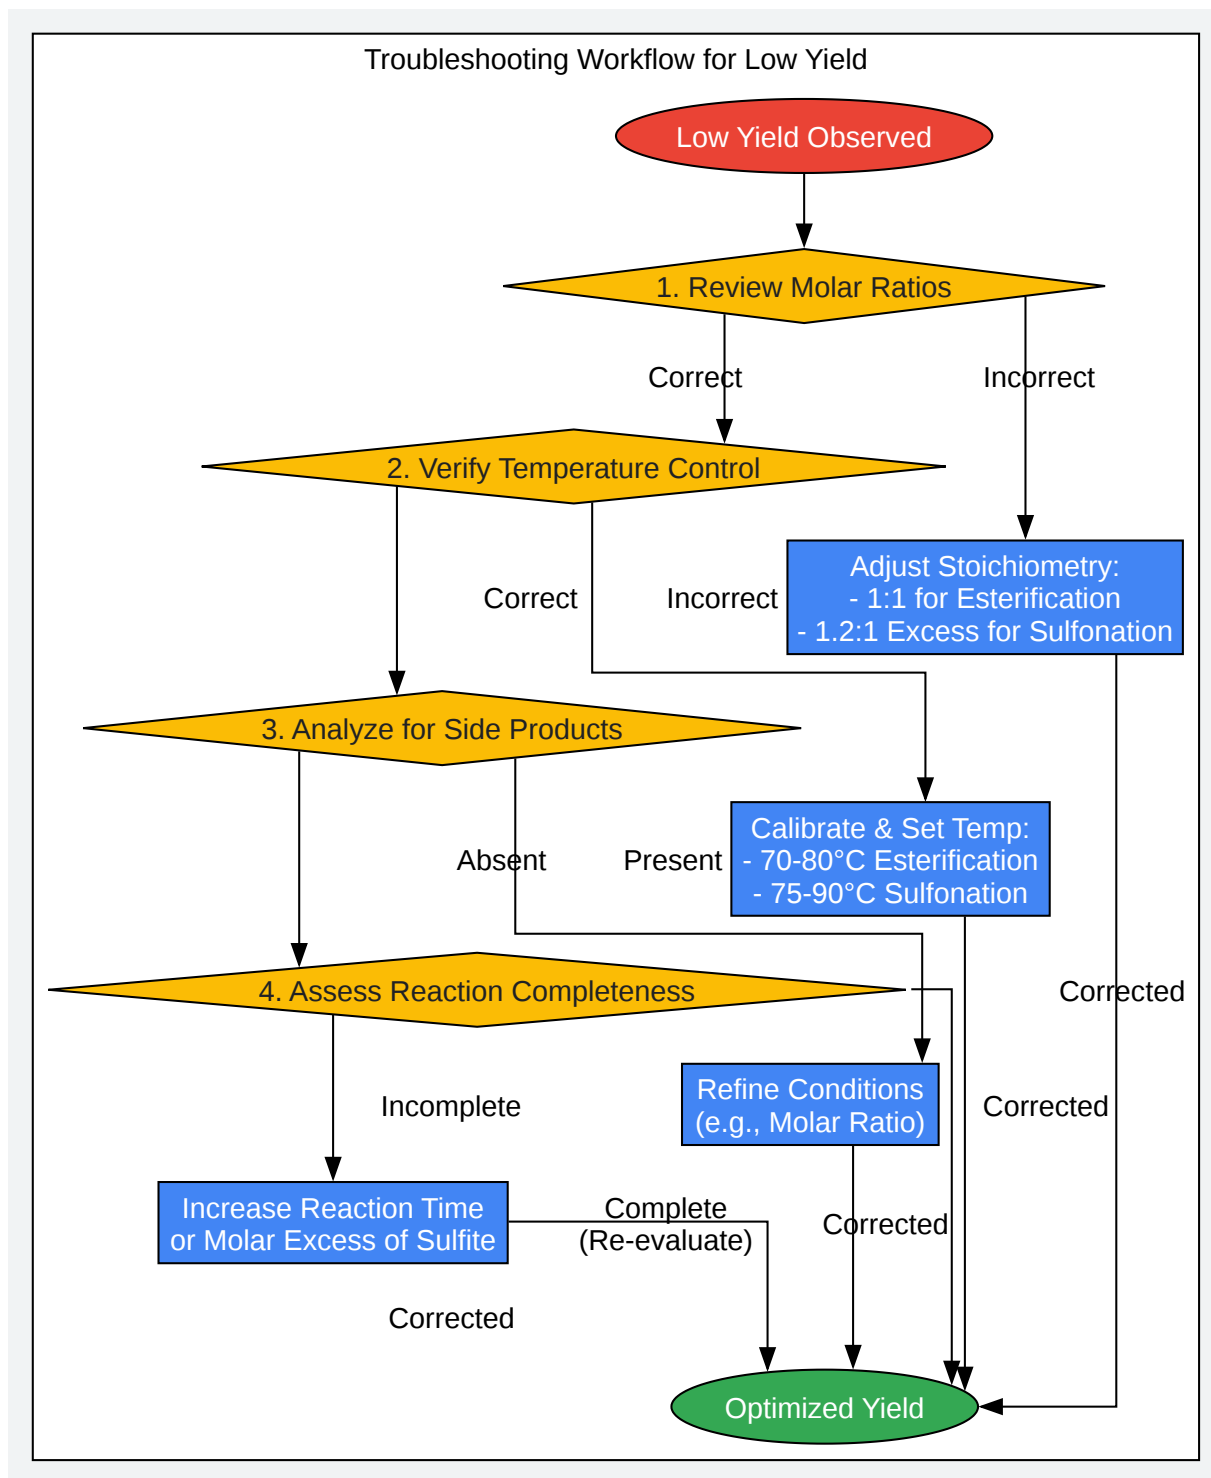 Troubleshooting Workflow for Low Yield
Low Yield Observed
1. Review Molar Ratios
Correct
Incorrect
2. Verify Temperature Control
Adjust Stoichiometry:
- 1:1 for Esterification
- 1.2:1 Excess for Sulfonation
Correct
Incorrect
3. Analyze for Side Products
Calibrate & Set Temp:
- 70-80°C Esterification
- 75-90°C Sulfonation
Absent
Present
4. Assess Reaction Completeness
Corrected
Refine Conditions
(e.g., Molar Ratio)
Incomplete
Corrected
Increase Reaction Time
or Molar Excess of Sulfite
Complete
(Re-evaluate)
Corrected
Corrected
Optimized Yield